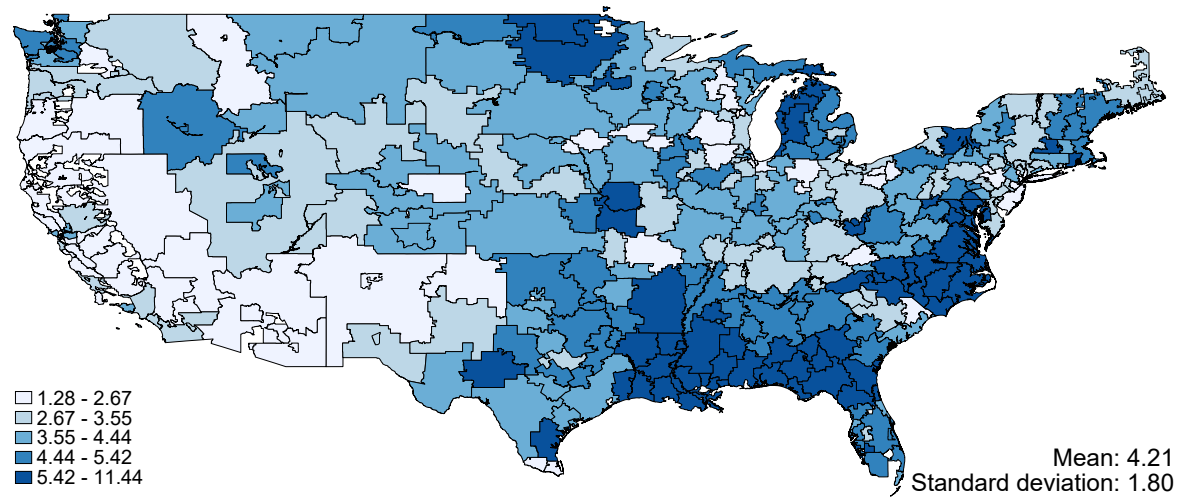 1.28 - 2.67
2.67 - 3.55
3.55 - 4.44
4.44 - 5.42
5.42 - 11.44
Mean: 4.21
Standard deviation: 1.80